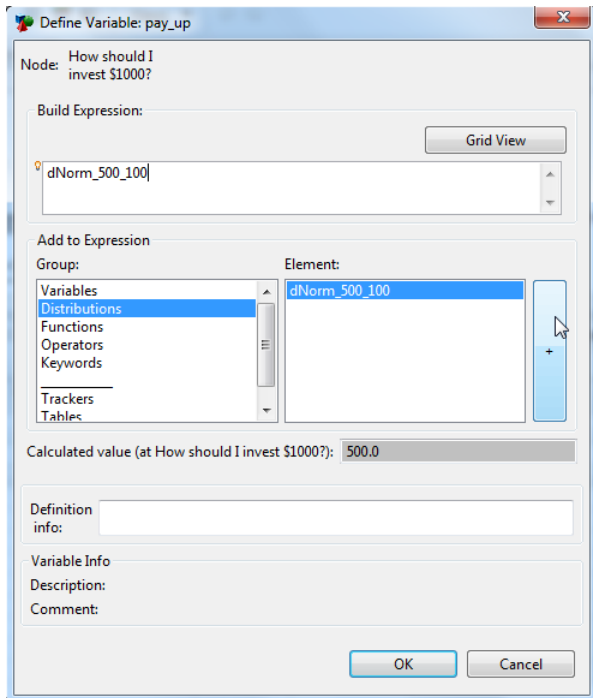 Define Variable: pay_up
x
Node: How should I
invest $1000?
Build Expression:
Grid View
dNorm_500_100
Add to Expression
Group: Element:
Variables dNorm_500_100
Distributions
Functions
Operators
Keywords
+
Trackers
Tables
Calculated value (at How should I invest $1000?): 500.0
Definition
info:
Variable Info
Description:
Comment:
OK Cancel